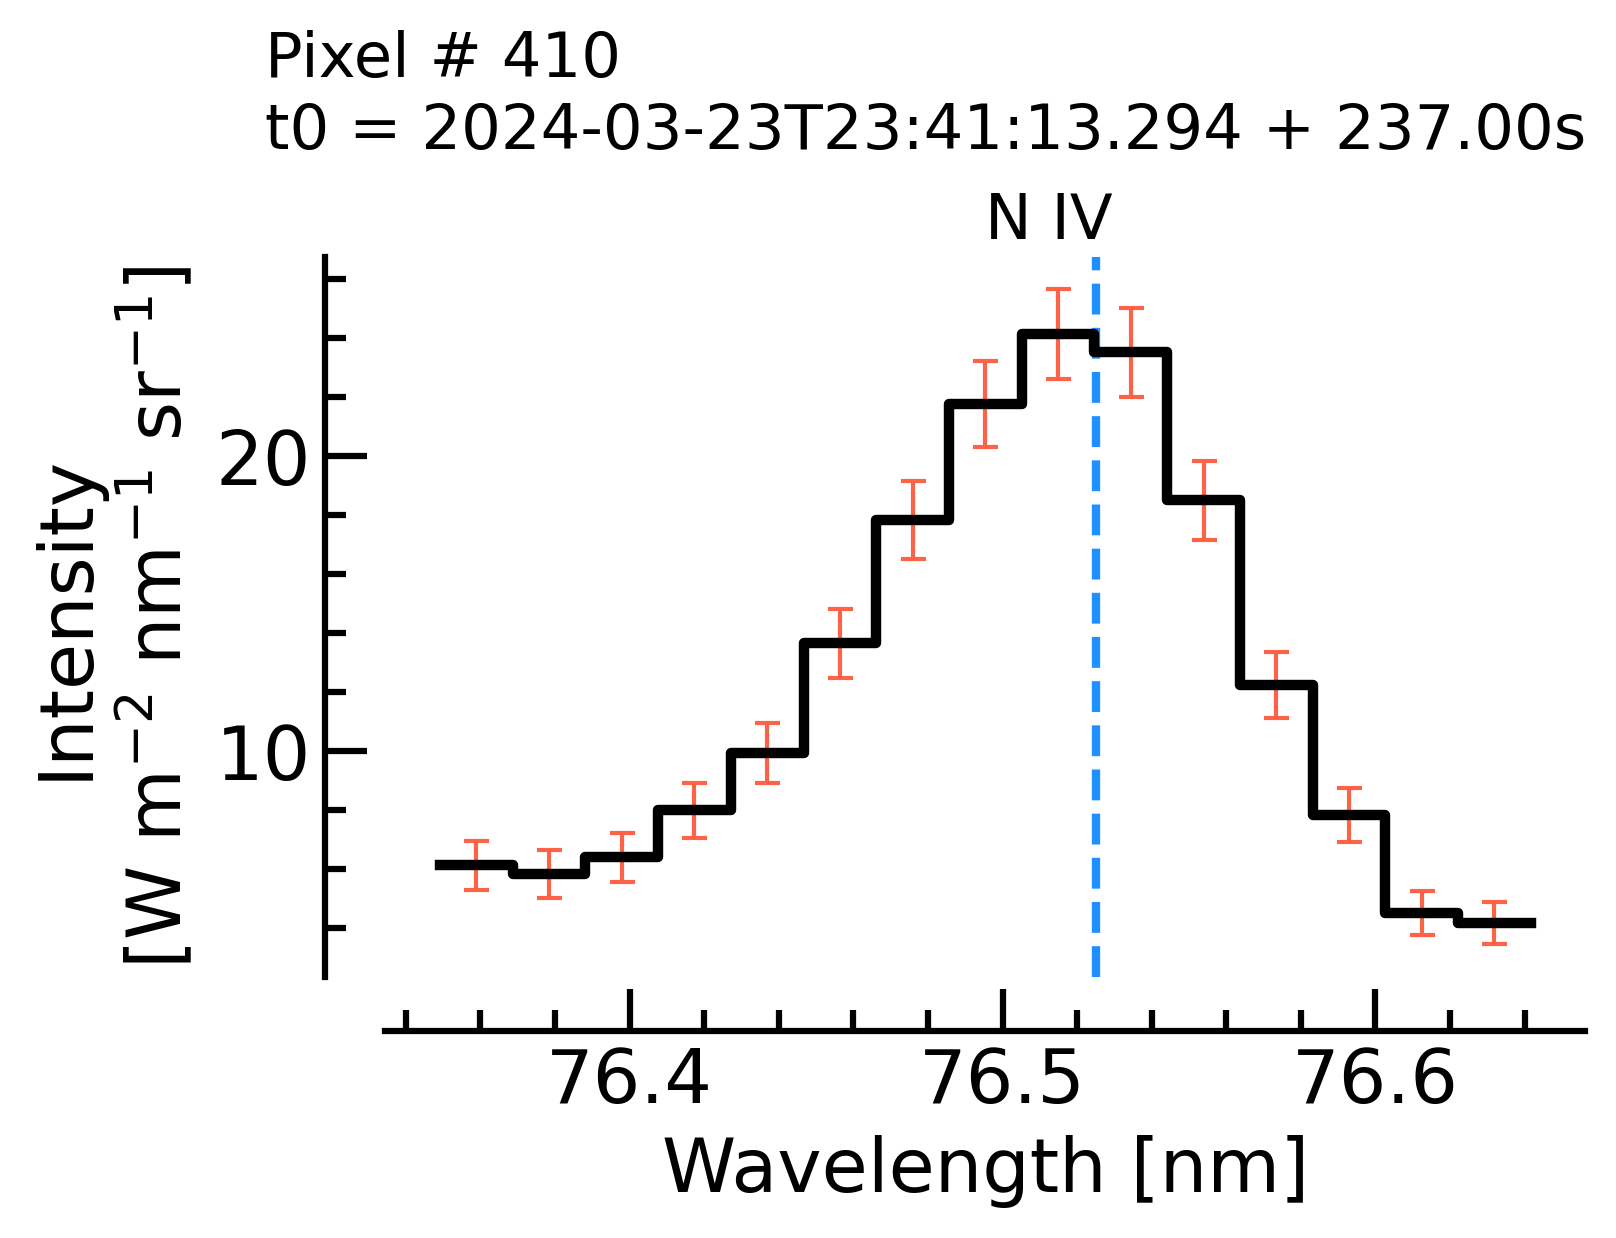 Pixel # 410
t0 = 2024-03-23T23:41:13.294 + 237.00s
N IV
Intensity
[W m⁻² nm⁻¹ sr⁻¹]
20
10
76.4 76.5 76.6
Wavelength [nm]